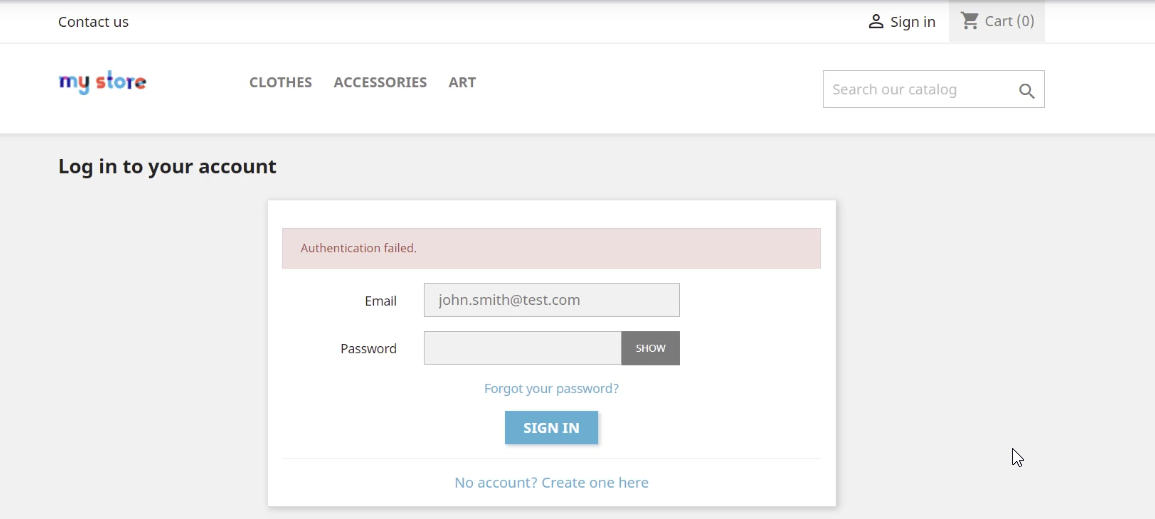 Contact us
Sign in
Cart (0)
my store
CLOTHES ACCESSORIES ART
Search our catalog
Log in to your account
Authentication failed.
Email john.smith@test.com
Password SHOW
Forgot your password?
SIGN IN
No account? Create one here